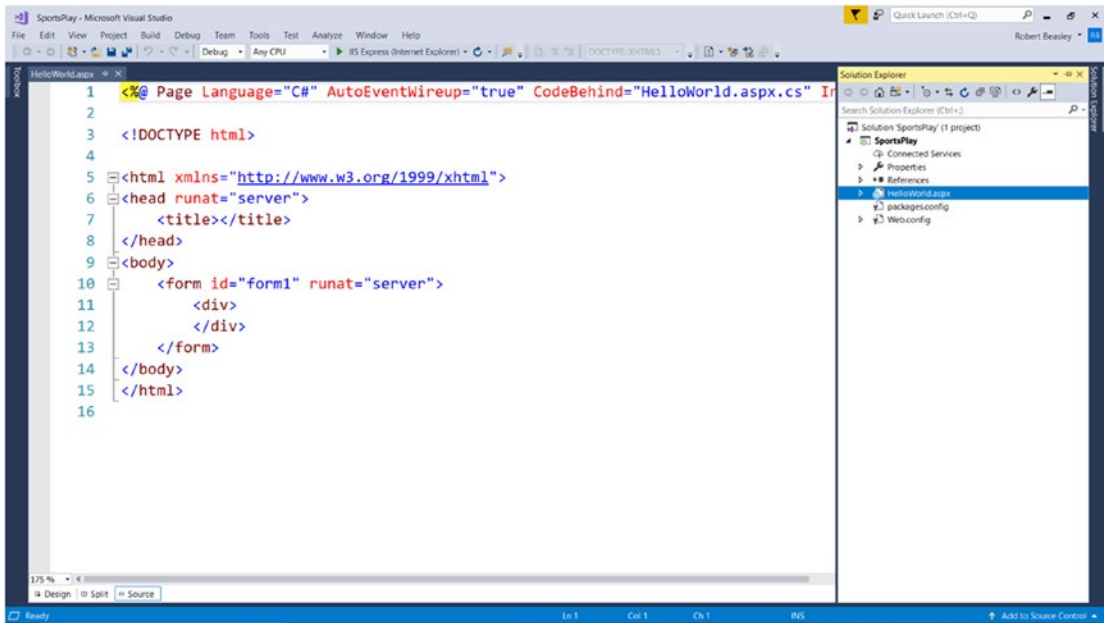 SportsPlay - Microsoft Visual Studio
Quick Launch (Ctrl+Q)
File Edit View Project Build Debug Team Tools Test Analyze Window Help
Robert Beasley
RB
Debug Any CPU IIS Express (Internet Explorer) DOCTYPE: XHTML5
Toolbox
HelloWorld.aspx
1 <%@ Page Language="C#" AutoEventWireup="true" CodeBehind="HelloWorld.aspx.cs" In
2
3 <!DOCTYPE html>
4
5 <html xmlns="http://www.w3.org/1999/xhtml">
6 <head runat="server">
7 <title></title>
8 </head>
9 <body>
10 <form id="form1" runat="server">
11 <div>
12 </div>
13 </form>
14 </body>
15 </html>
16
175 %
Design Split Source
Solution Explorer
Search Solution Explorer (Ctrl+;)
Solution 'SportsPlay' (1 project)
SportsPlay
Connected Services
Properties
References
HelloWorld.aspx
packages.config
Web.config
Solution Explorer
Ready Ln 1 Col 1 Ch 1 INS Add to Source Control